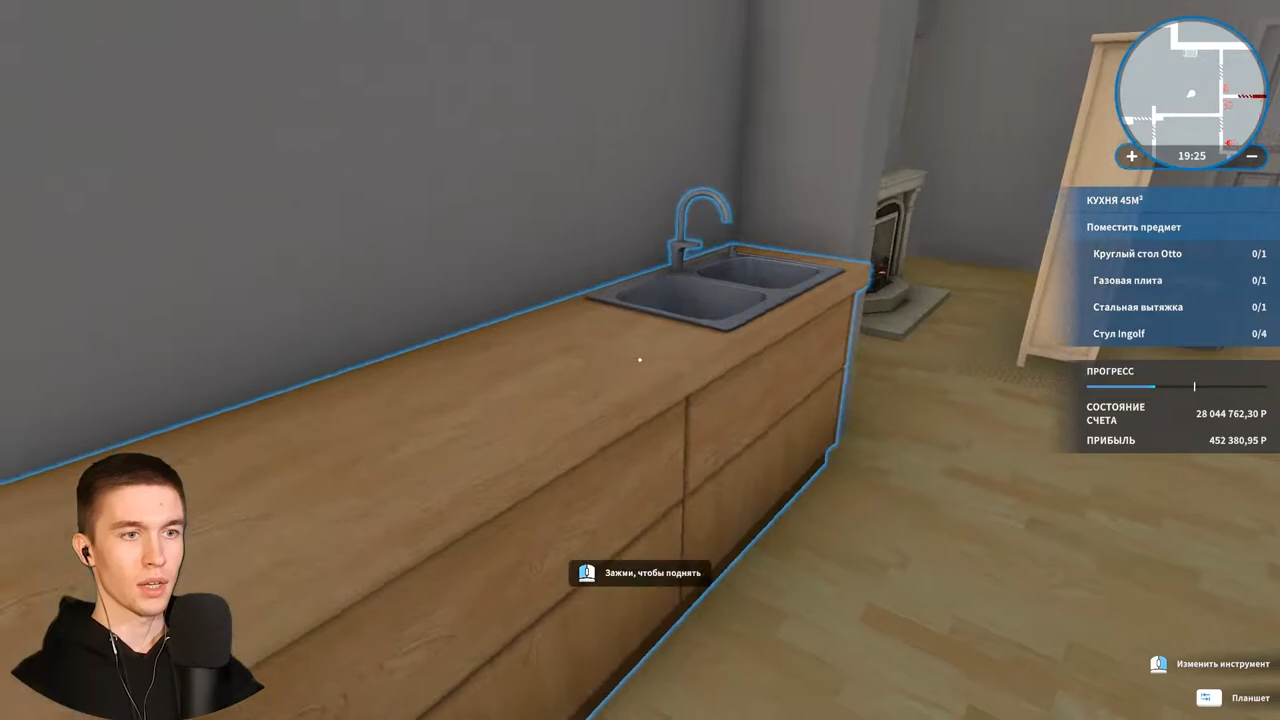 19:25
КУХНЯ 45М²
Поместить предмет
Круглый стол Otto 0/1
Газовая плита 0/1
Стальная вытяжка 0/1
Стул Ingolf 0/4
ПРОГРЕСС
СОСТОЯНИЕ
СЧЕТА 28 044 762,30 Р
ПРИБЫЛЬ 452 380,95 Р
Зажми, чтобы поднять
Изменить инструмент
Планшет